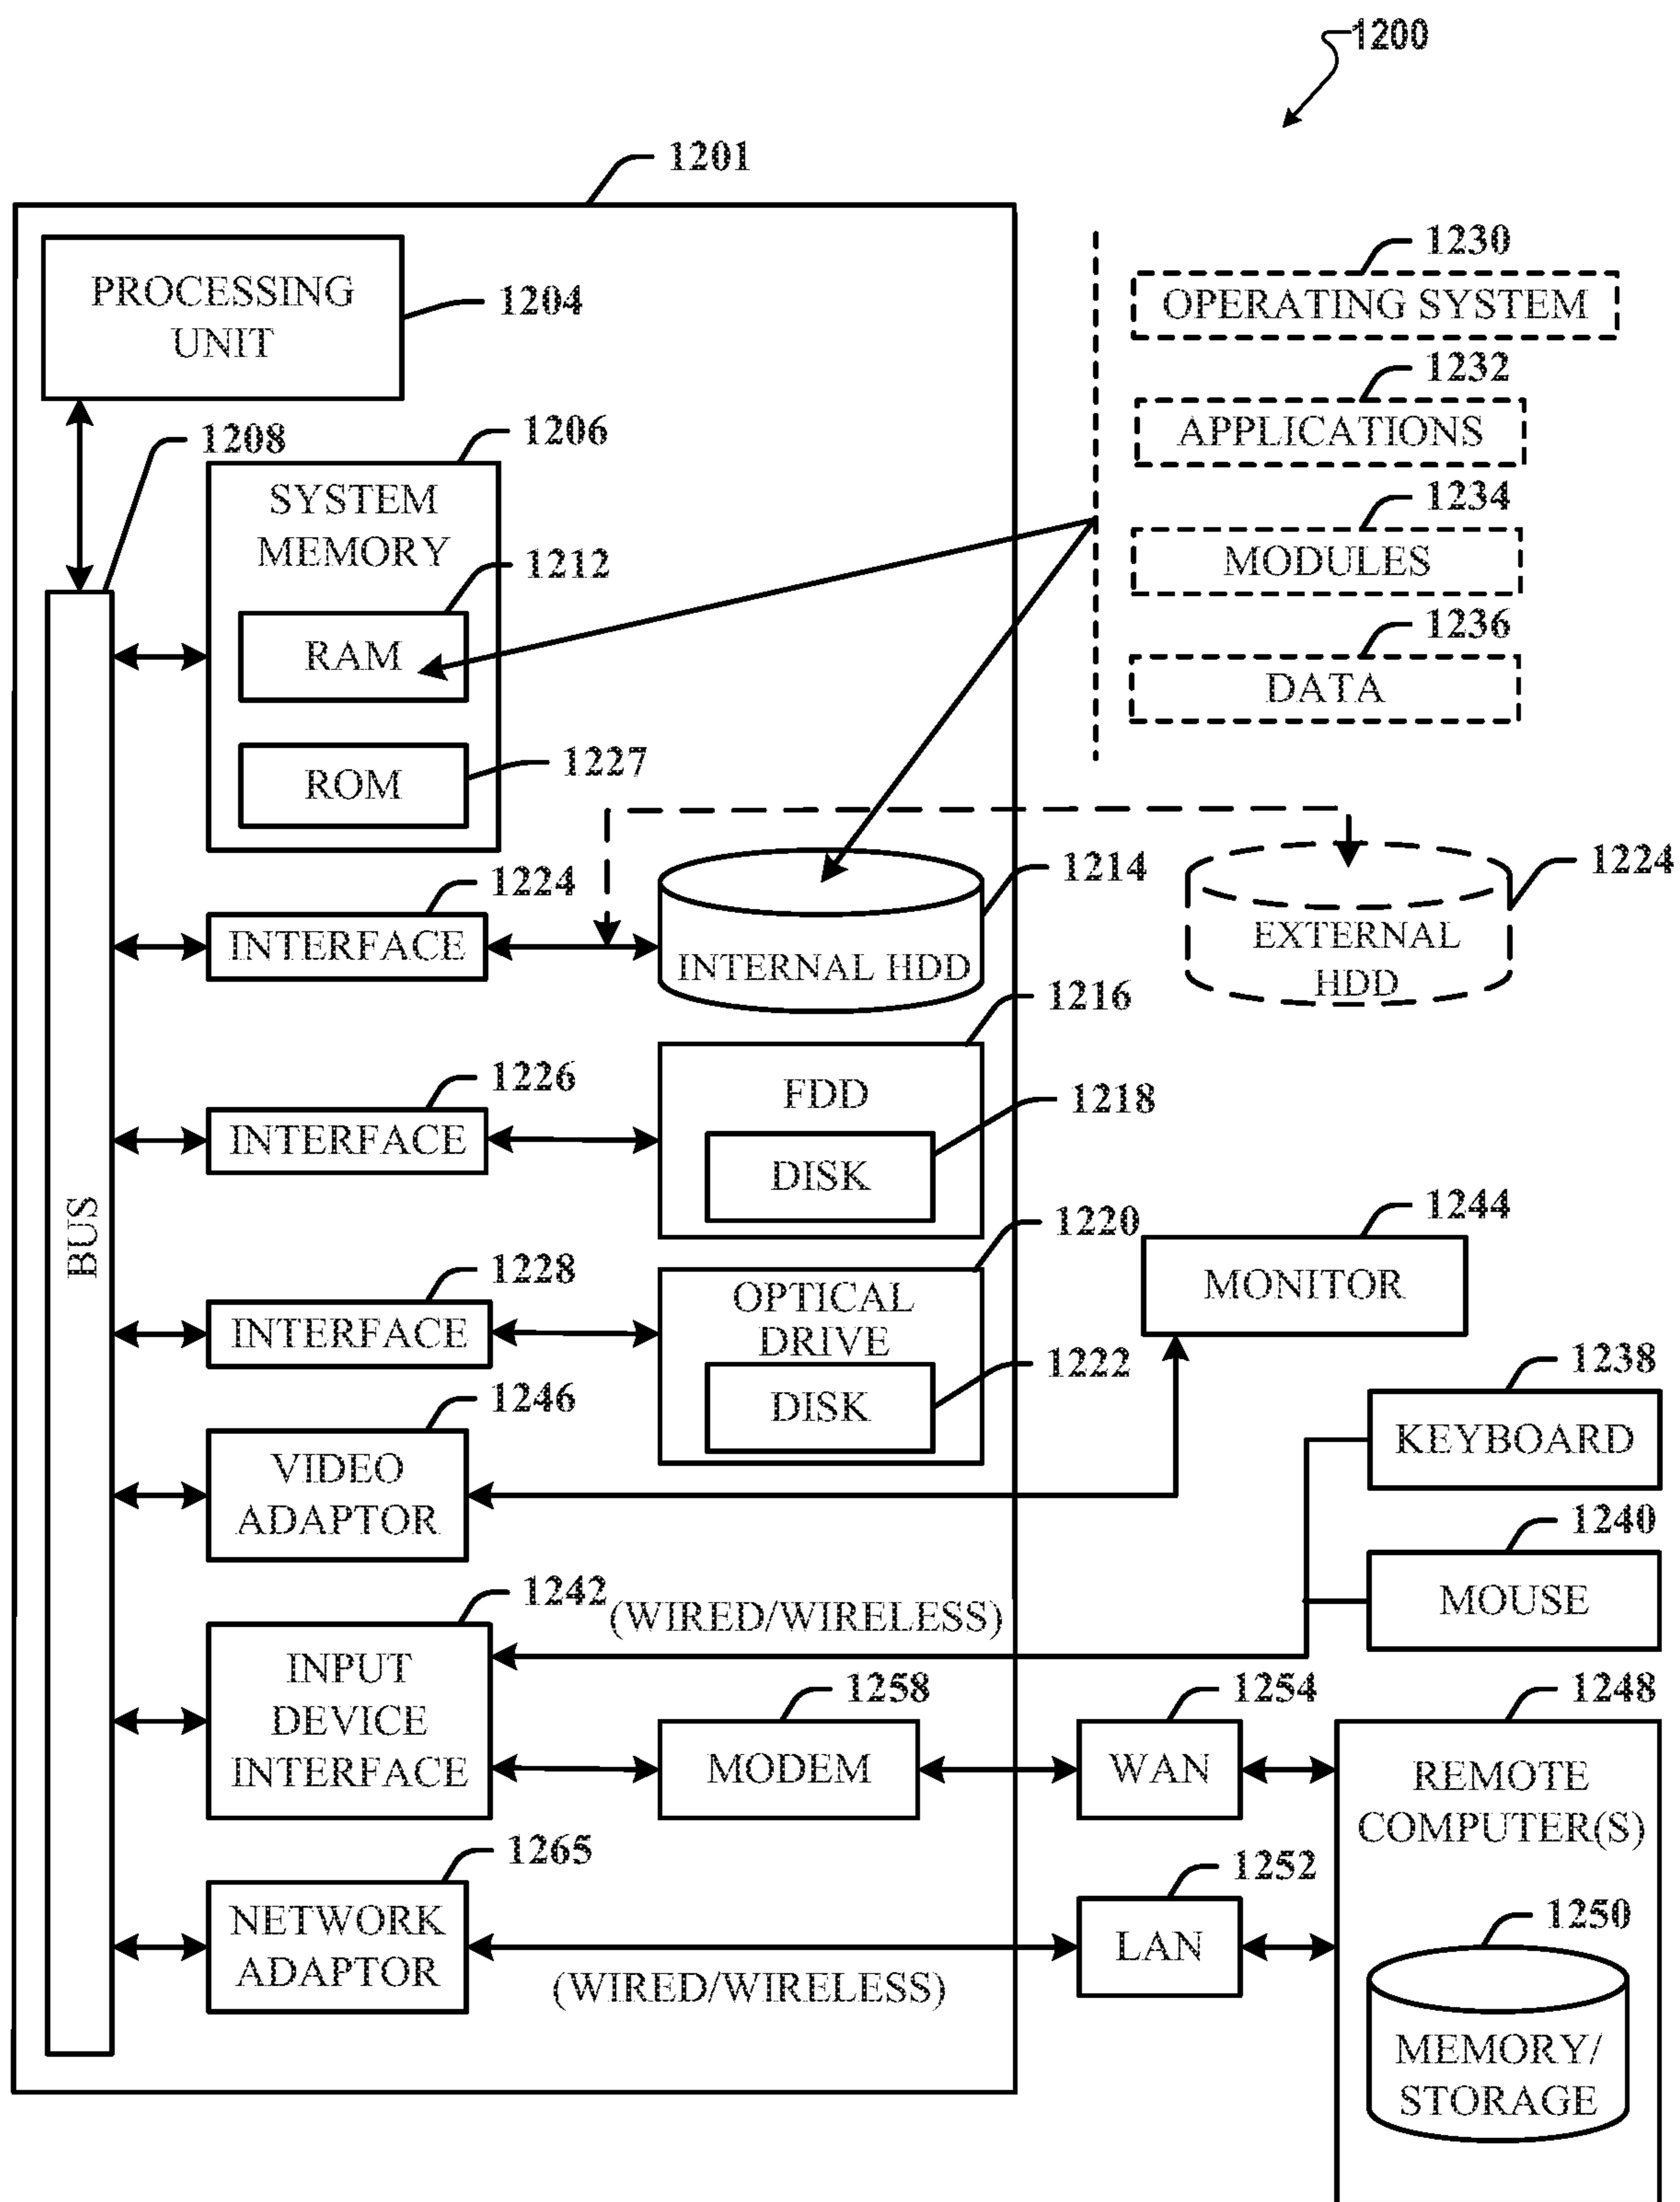 1200
1201
PROCESSING
UNIT
1204
1230
OPERATING SYSTEM
1232
APPLICATIONS
1234
MODULES
1236
DATA
1208
1206
SYSTEM
MEMORY
1212
RAM
1227
ROM
1224
INTERFACE
1214
INTERNAL HDD
1224
EXTERNAL
HDD
1216
1226
INTERFACE
FDD
1218
DISK
BUS
1220
1228
INTERFACE
OPTICAL
DRIVE
1222
DISK
1244
MONITOR
1238
KEYBOARD
1246
VIDEO
ADAPTOR
1240
MOUSE
1242
(WIRED/WIRELESS)
INPUT
DEVICE
INTERFACE
1258
MODEM
1254
WAN
1248
REMOTE
COMPUTER(S)
1265
NETWORK
ADAPTOR
(WIRED/WIRELESS)
1252
LAN
1250
MEMORY/
STORAGE